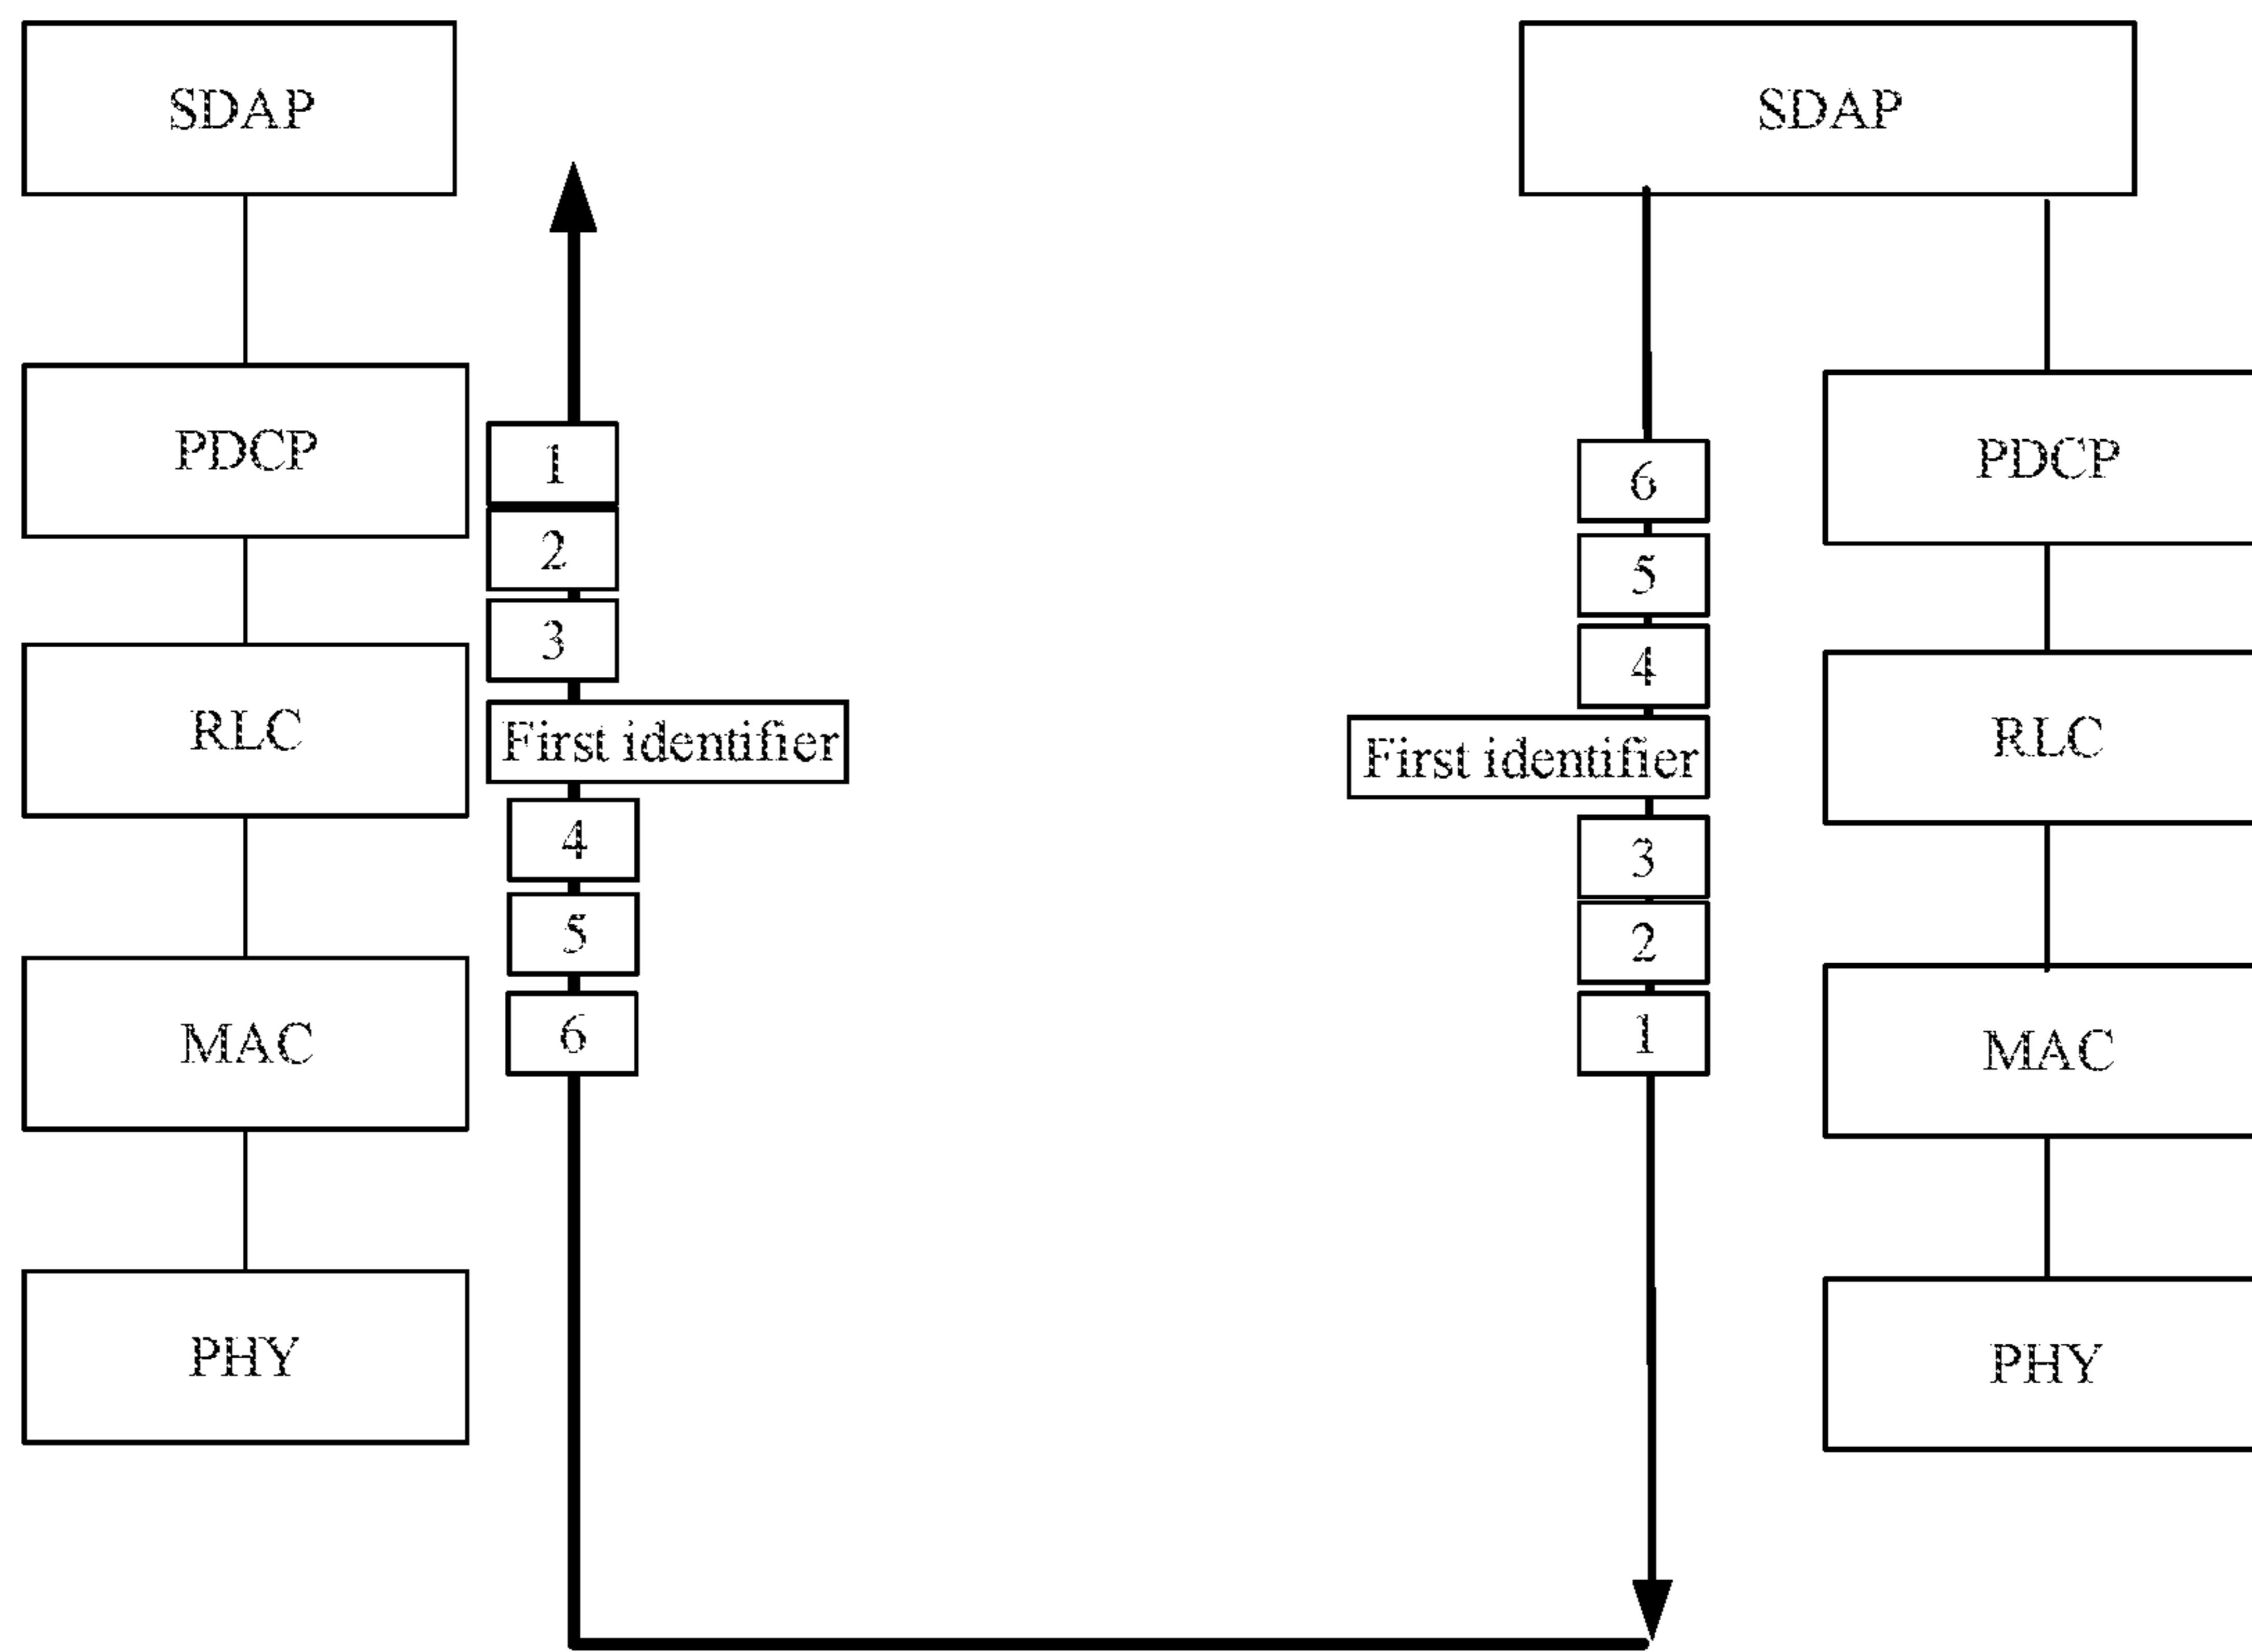 SDAP
PDCP
RLC
MAC
PHY
1
2
3
First identifier
4
5
6
SDAP
6
5
4
First identifier
3
2
1
PDCP
RLC
MAC
PHY